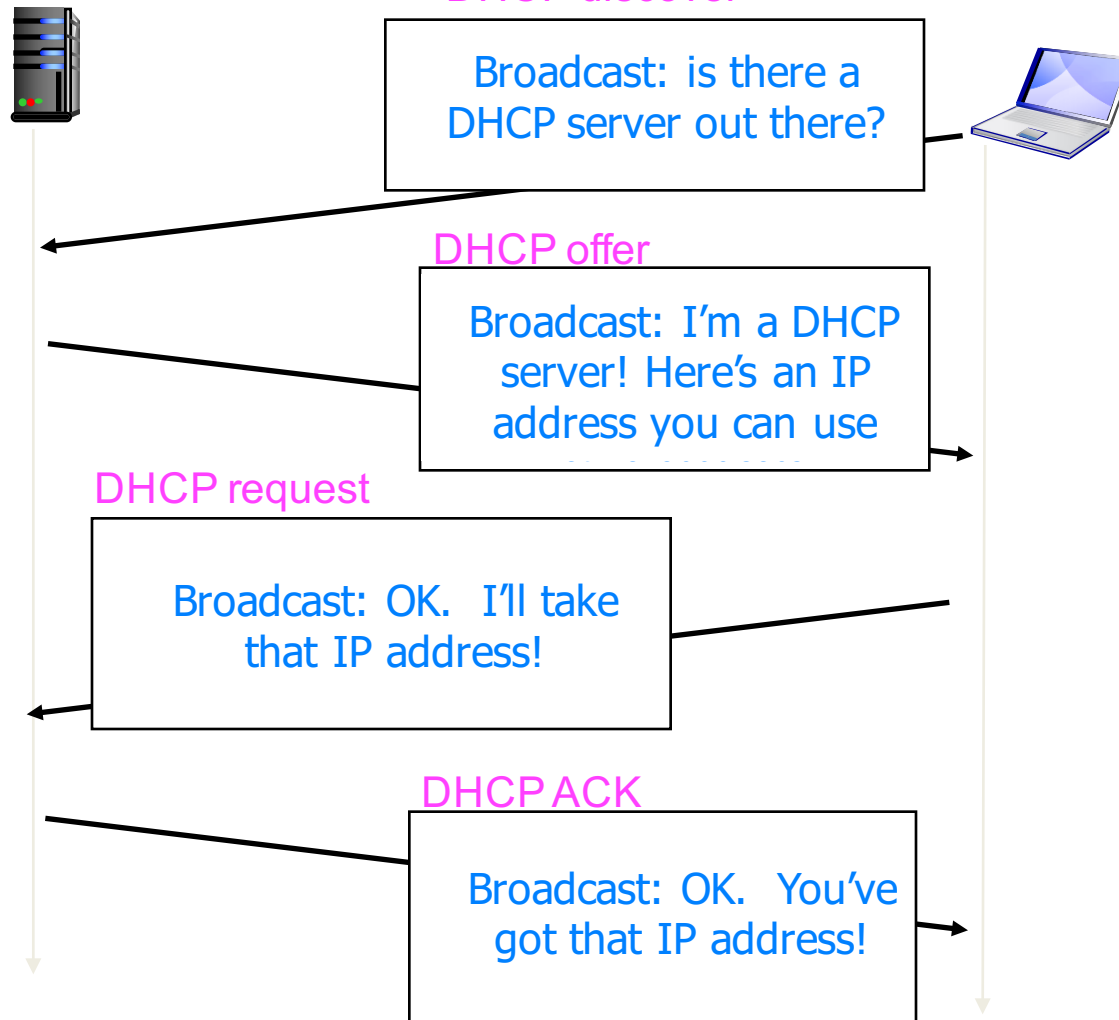 DHCP discover
Broadcast: is there a
DHCP server out there?
DHCP offer
Broadcast: I’m a DHCP
server! Here’s an IP
address you can use
DHCP request
Broadcast: OK.  I’ll take
that IP address!
DHCP ACK
Broadcast: OK.  You’ve
got that IP address!